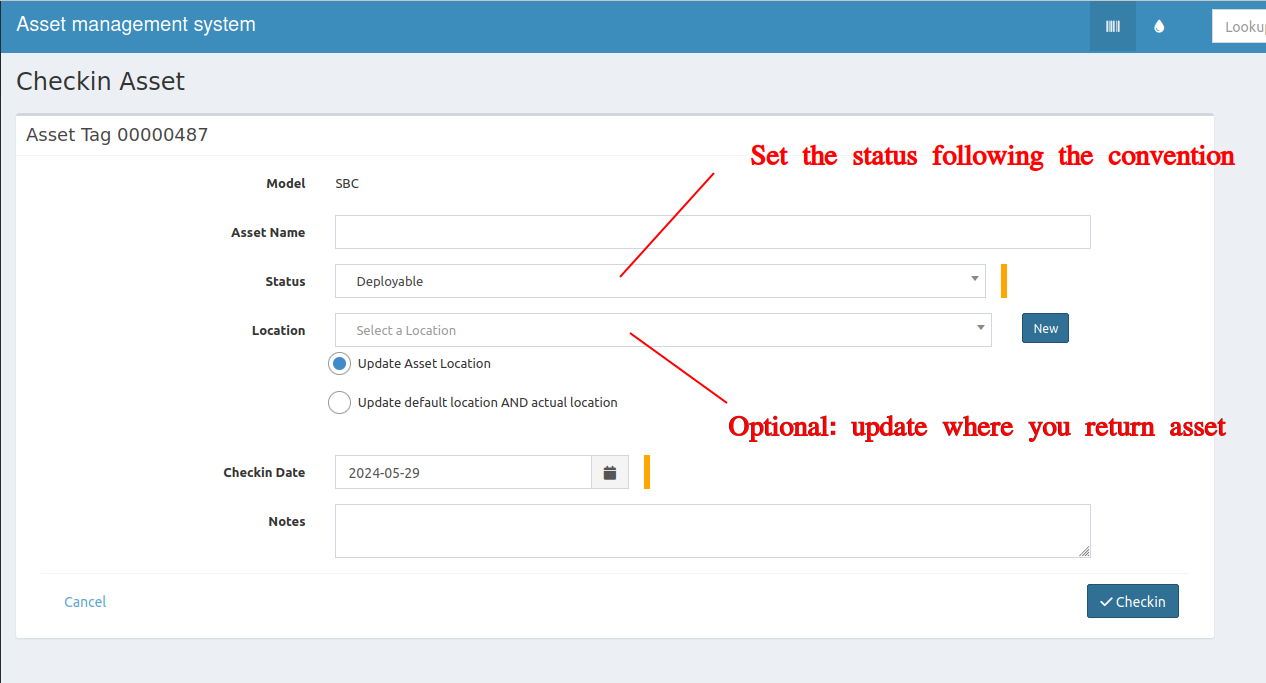 Asset management system
Lookup
Checkin Asset
Asset Tag 00000487
Set the status following the convention
Model SBC
Asset Name
Status Deployable
Location Select a Location New
Update Asset Location
Update default location AND actual location
Optional: update where you return asset
Checkin Date 2024-05-29
Notes
Cancel Checkin